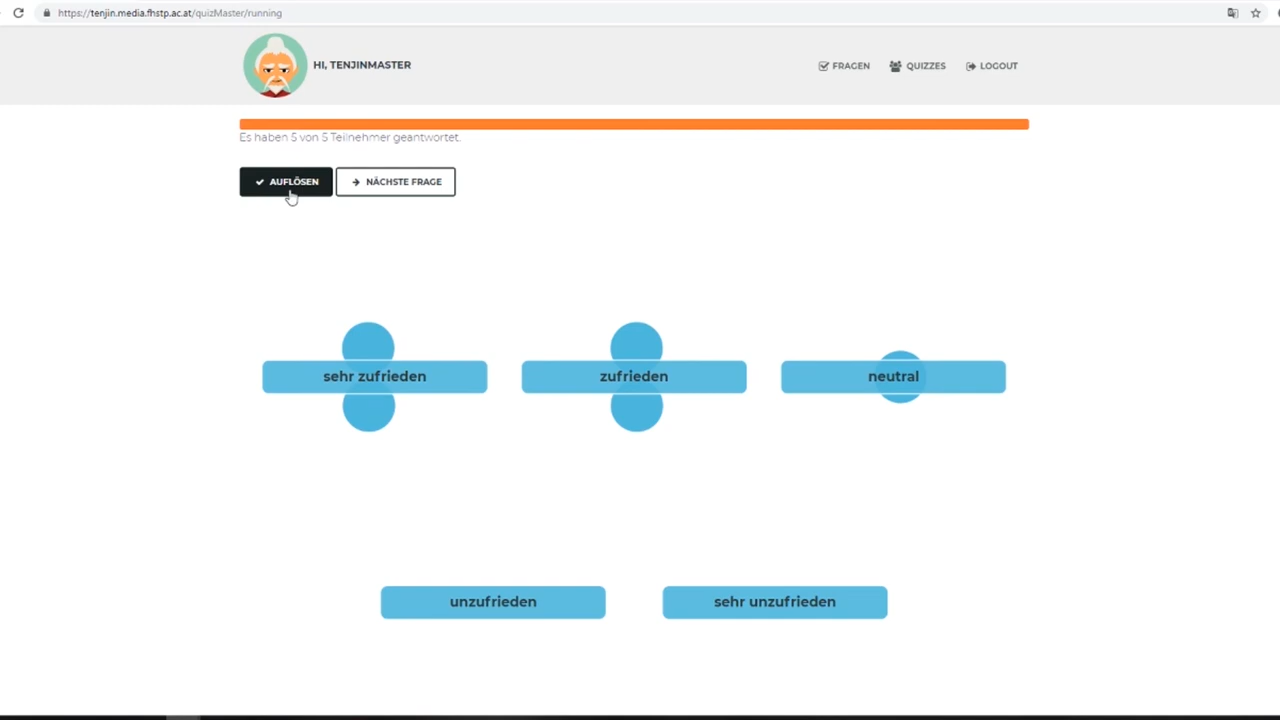 https://tenjin.media.fhstp.ac.at/quizMaster/running
HI, TENJINMASTER
FRAGEN
QUIZZES
LOGOUT
Es haben 5 von 5 Teilnehmer geantwortet.
AUFLÖSEN
NÄCHSTE FRAGE
sehr zufrieden
zufrieden
neutral
unzufrieden
sehr unzufrieden